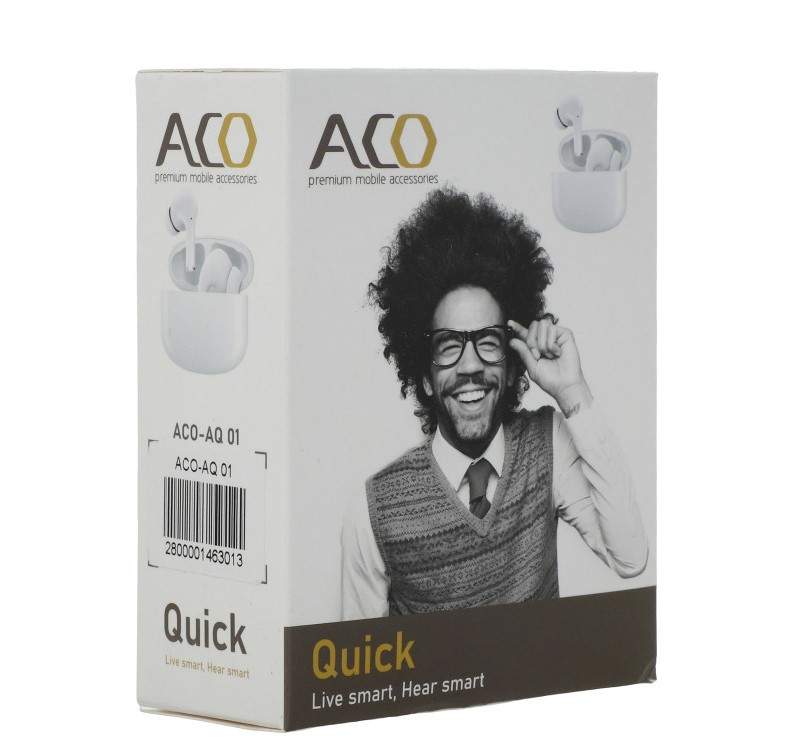 ACO
premium mobile accessories
ACO-AQ 01
ACO-AQ 01
2800001463013
Quick
Live smart, Hear smart
ACO
premium mobile accessories
Quick
Live smart, Hear smart